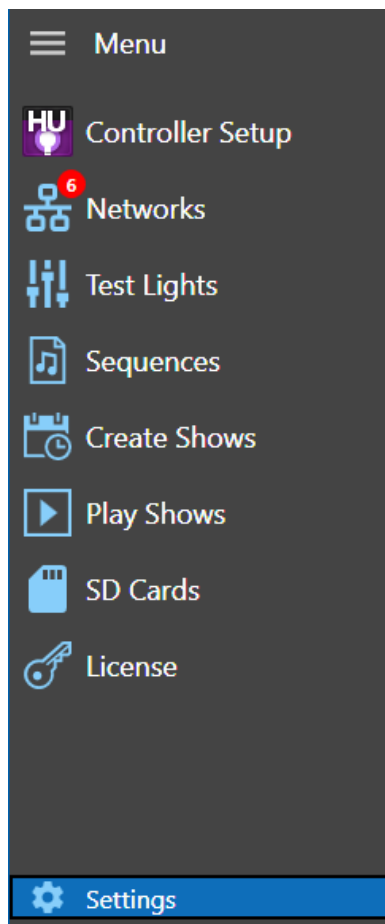 Menu
HU
Controller Setup
6
Networks
Test Lights
Sequences
Create Shows
Play Shows
SD Cards
License
Settings